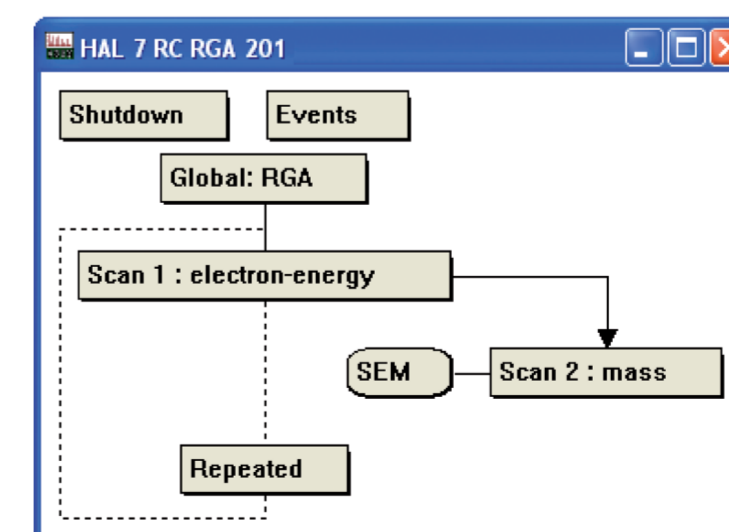 HAL 7 RC RGA 201
Shutdown
Events
Global: RGA
Scan 1 : electron-energy
SEM
Scan 2 : mass
Repeated